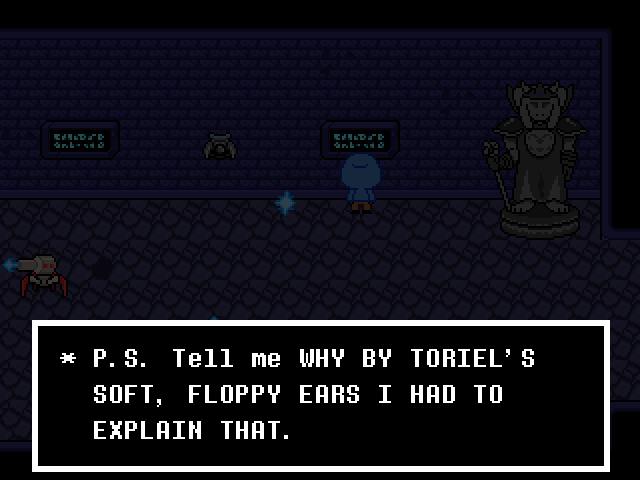 * P.S. Tell me WHY BY TORIEL'S
SOFT, FLOPPY EARS I HAD TO
EXPLAIN THAT.